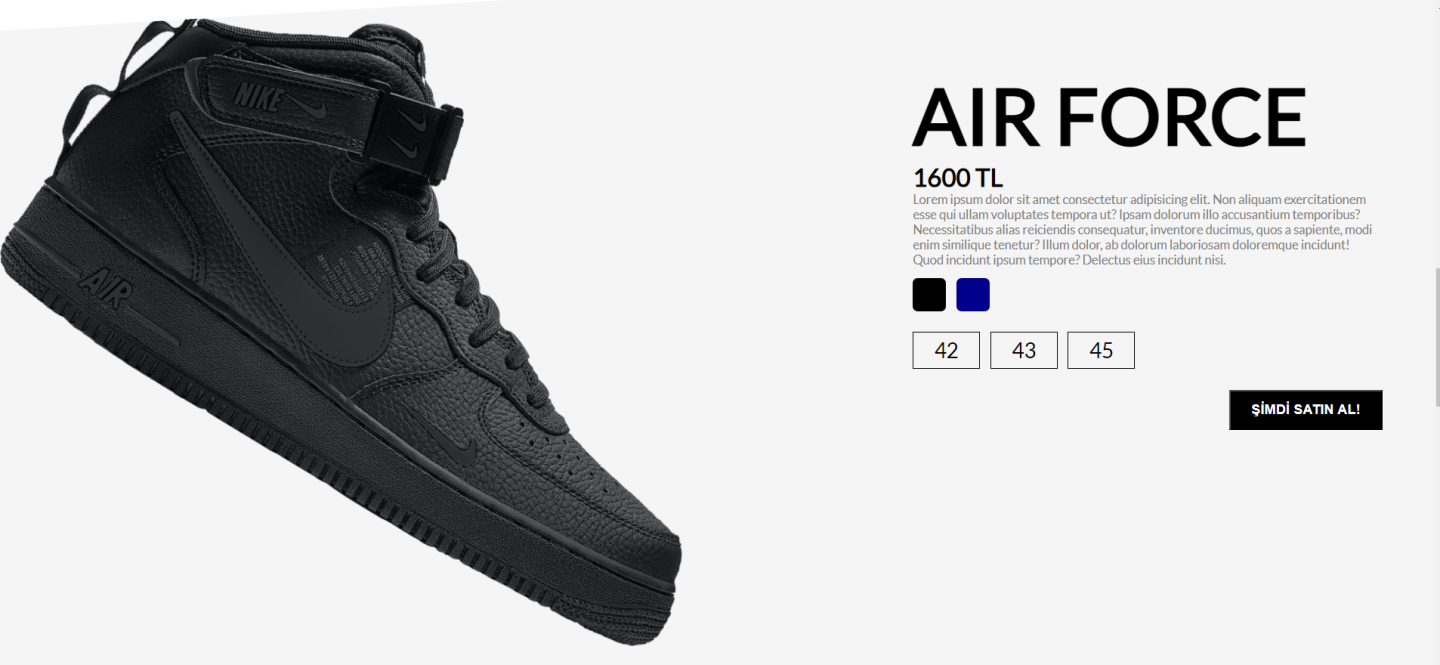 NIKE
AIR
AIR FORCE
1600 TL
Lorem ipsum dolor sit amet consectetur adipisicing elit. Non aliquam exercitationem
esse qui ullam voluptates tempora ut? Ipsam dolorum illo accusantium temporibus?
Necessitatibus alias reiciendis consequatur, inventore ducimus, quos a sapiente, modi
enim similique tenetur? Illum dolor, ab dolorum laboriosam doloremque incidunt!
Quod incidunt ipsum tempore? Delectus eius incidunt nisi.
42 43 45
ŞİMDİ SATIN AL!